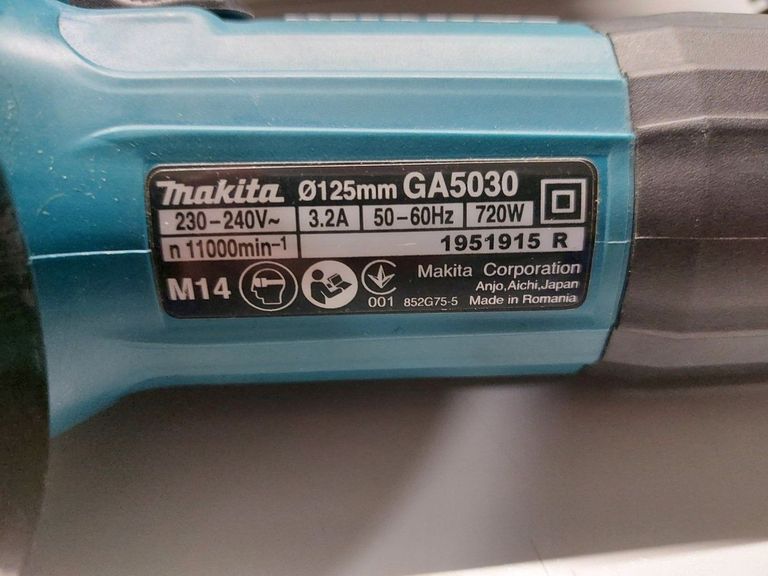 makita Ø125mm GA5030
230-240V~ 3.2A 50-60Hz 720W
n 11000min-1 1951915 R
M14 001 852G75-5 Makita Corporation
Anjo,Aichi,Japan
Made in Romania